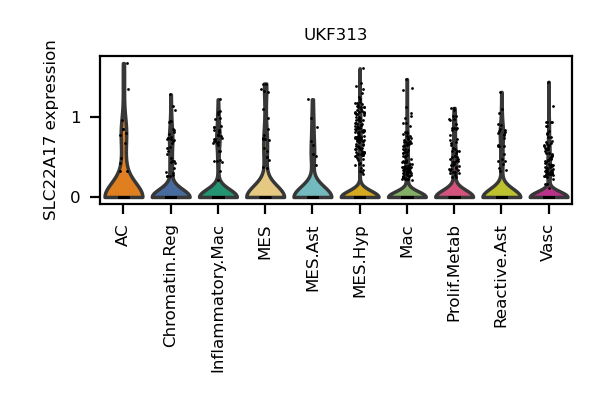 UKF313
SLC22A17 expression
1
0
AC
Chromatin.Reg
Inflammatory.Mac
MES
MES.Ast
MES.Hyp
Mac
Prolif.Metab
Reactive.Ast
Vasc